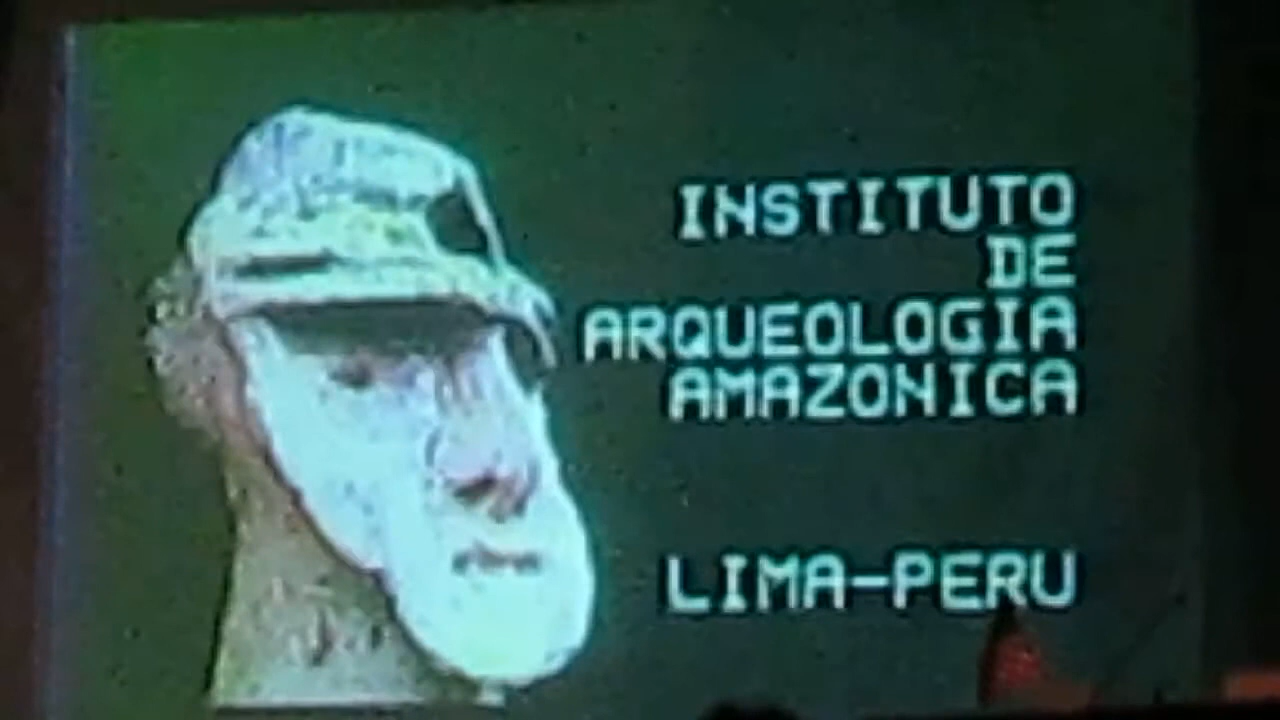 INSTITUTO
DE
ARQUEOLOGIA
AMAZONICA
LIMA-PERU